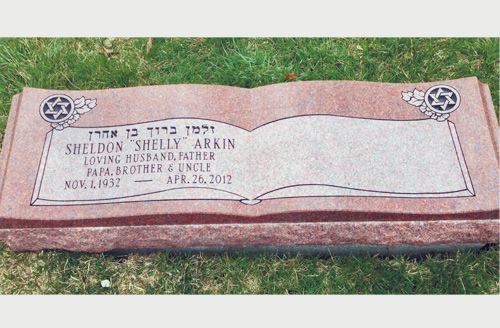 זלמן ברוך בן אהרן
SHELDON "SHELLY" ARKIN
LOVING HUSBAND, FATHER
PAPA, BROTHER & UNCLE
NOV. 1, 1932 — APR. 26, 2012